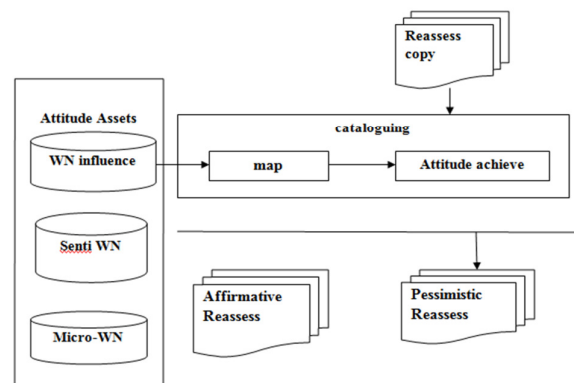 Reassess
copy
Attitude Assets
cataloguing
WN influence
map
Attitude achieve
Senti WN
Affirmative
Reassess
Pessimistic
Reassess
Micro-WN